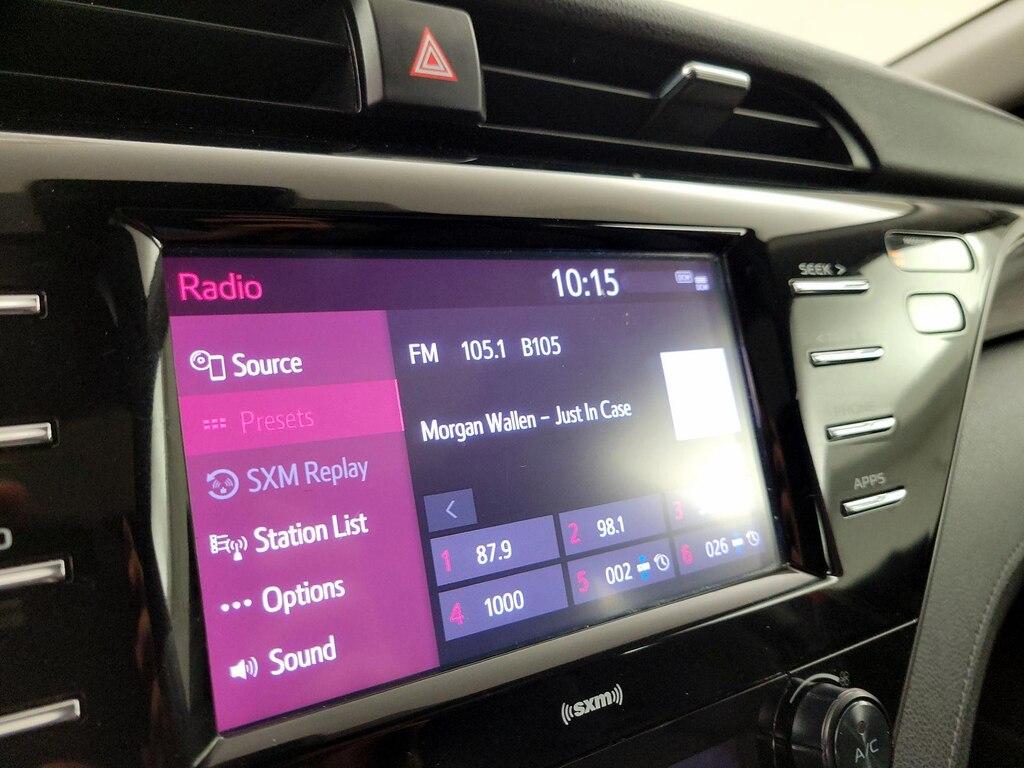 Radio
10:15
SEEK >
Source
FM 105.1 B105
Presets
Morgan Wallen – Just In Case
SXM Replay
APPS
Station List
<
1 87.9
2 98.1
3
Options
4 1000
5 002
6 026
Sound
((sxm))
A/C